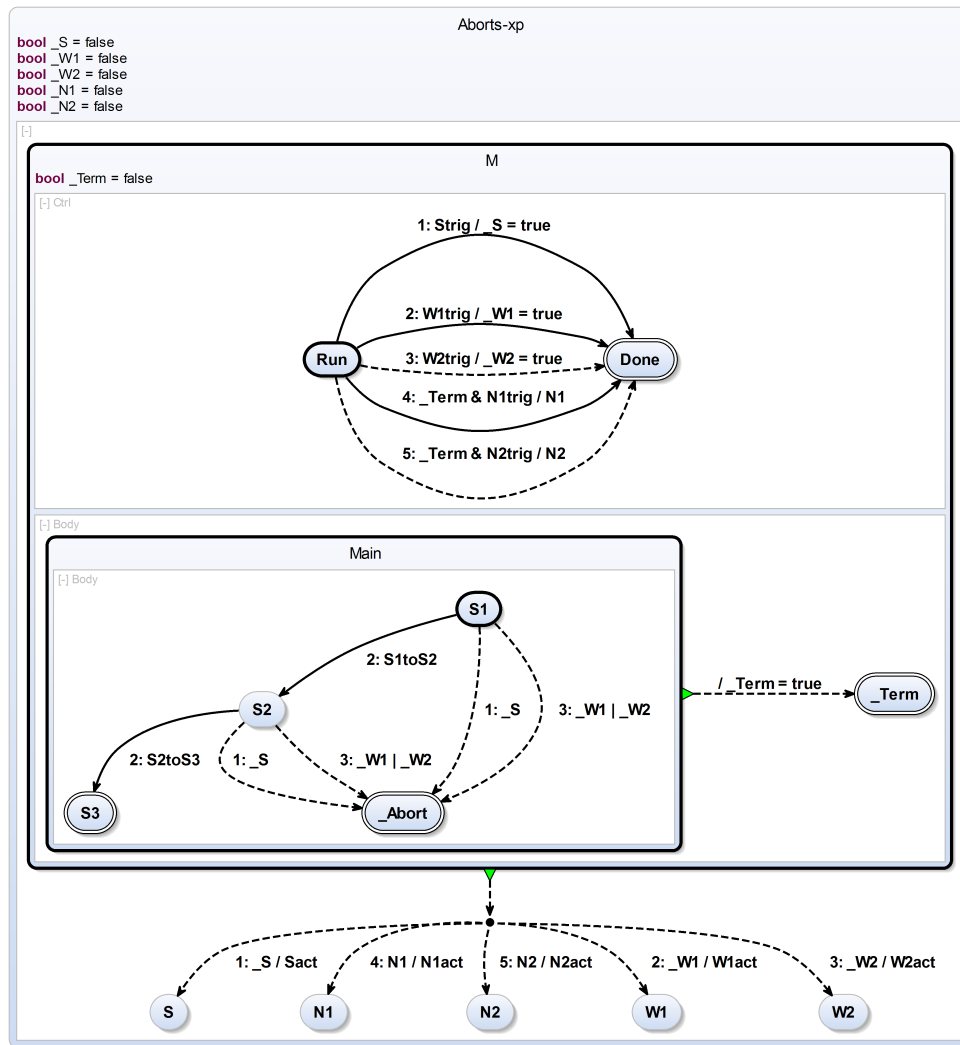 Aborts-xp
bool _S = false
bool _W1 = false
bool _W2 = false
bool _N1 = false
bool _N2 = false
[-]
M
bool _Term = false
[-] Ctrl
1: Strig / _S = true
2: W1trig / _W1 = true
Run
3: W2trig / _W2 = true
Done
4: _Term & N1trig / N1
5: _Term & N2trig / N2
[-] Body
Main
[-] Body
S1
2: S1toS2
/ _Term = true
_Term
S2
1: _S
3: _W1 | _W2
2: S2toS3
1: _S
3: _W1 | _W2
S3
_Abort
1: _S / Sact
4: N1 / N1act
5: N2 / N2act
2: _W1 / W1act
3: _W2 / W2act
S
N1
N2
W1
W2